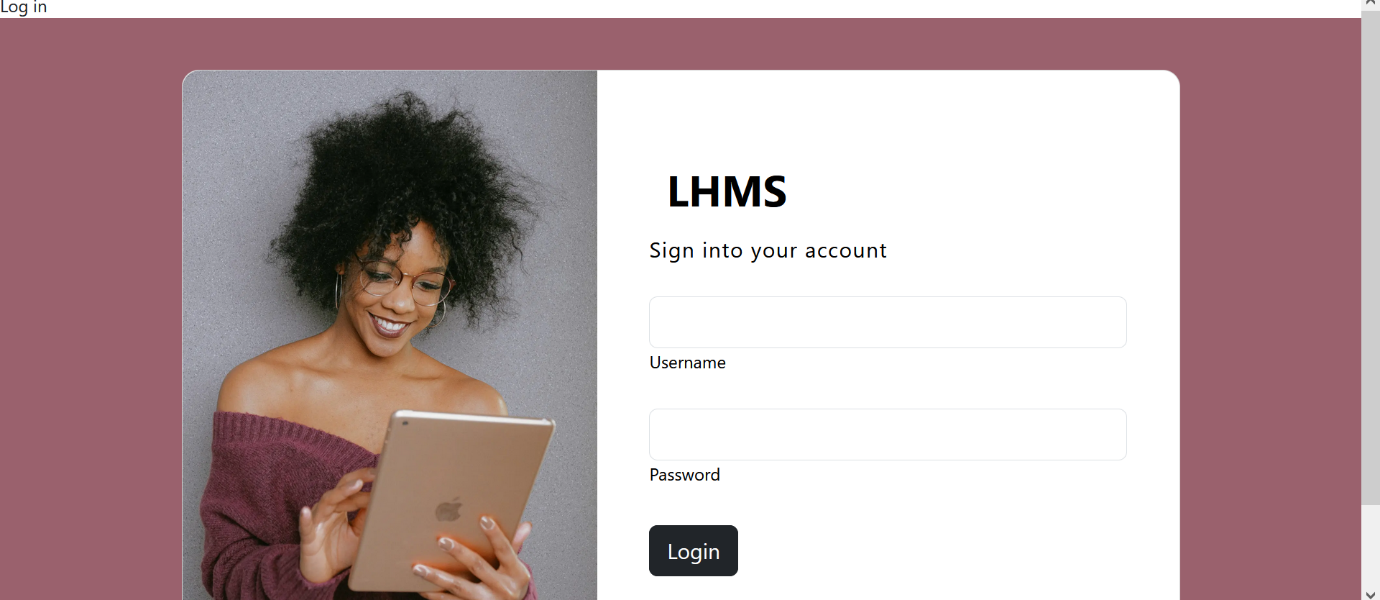 Log in
LHMS
Sign into your account
Username
Password
Login